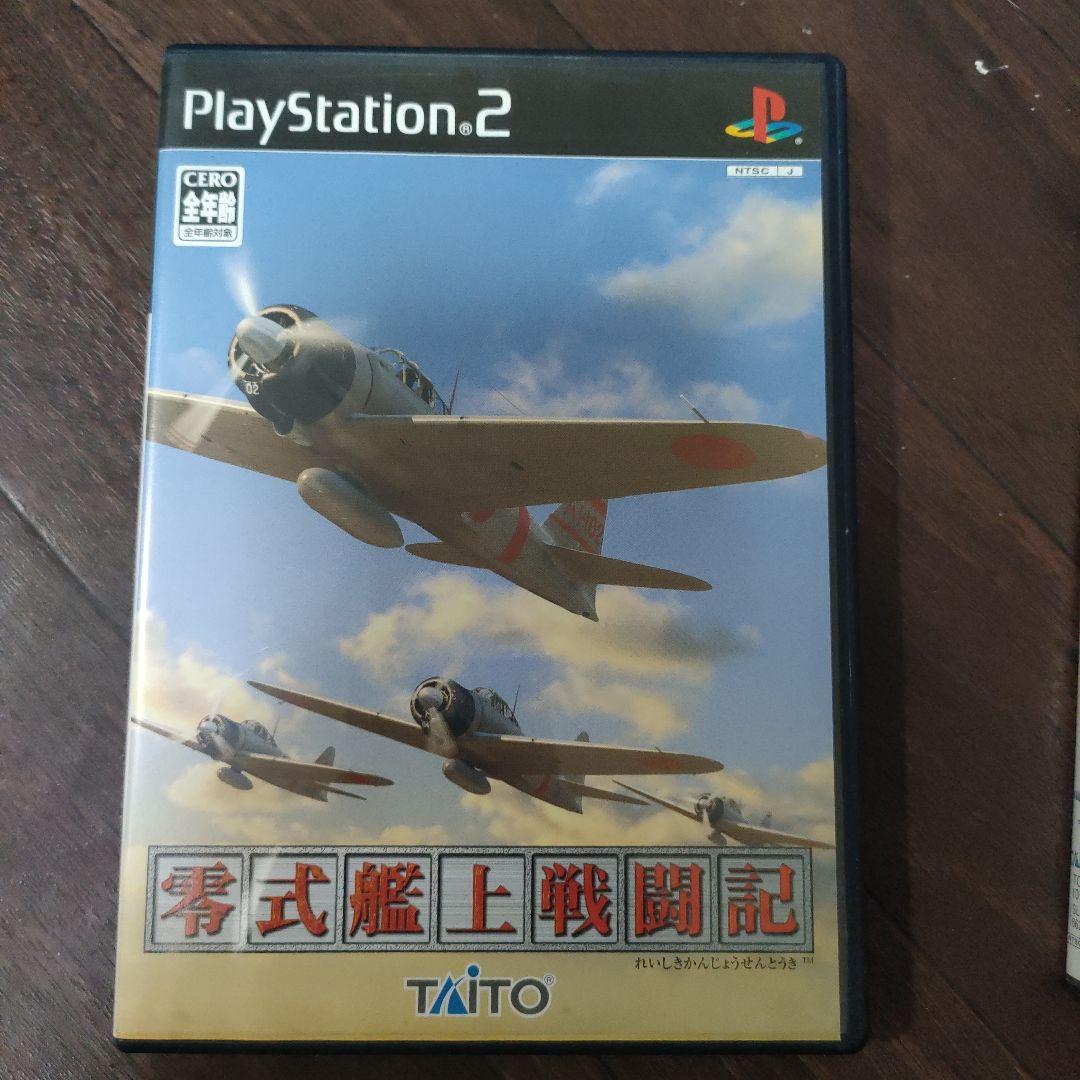 PlayStation®2
NTSC J
CERO
全年齢
全年齢対象
02
零式艦上戦闘記
れいしきかんじょうせんとうき™
TAITO®